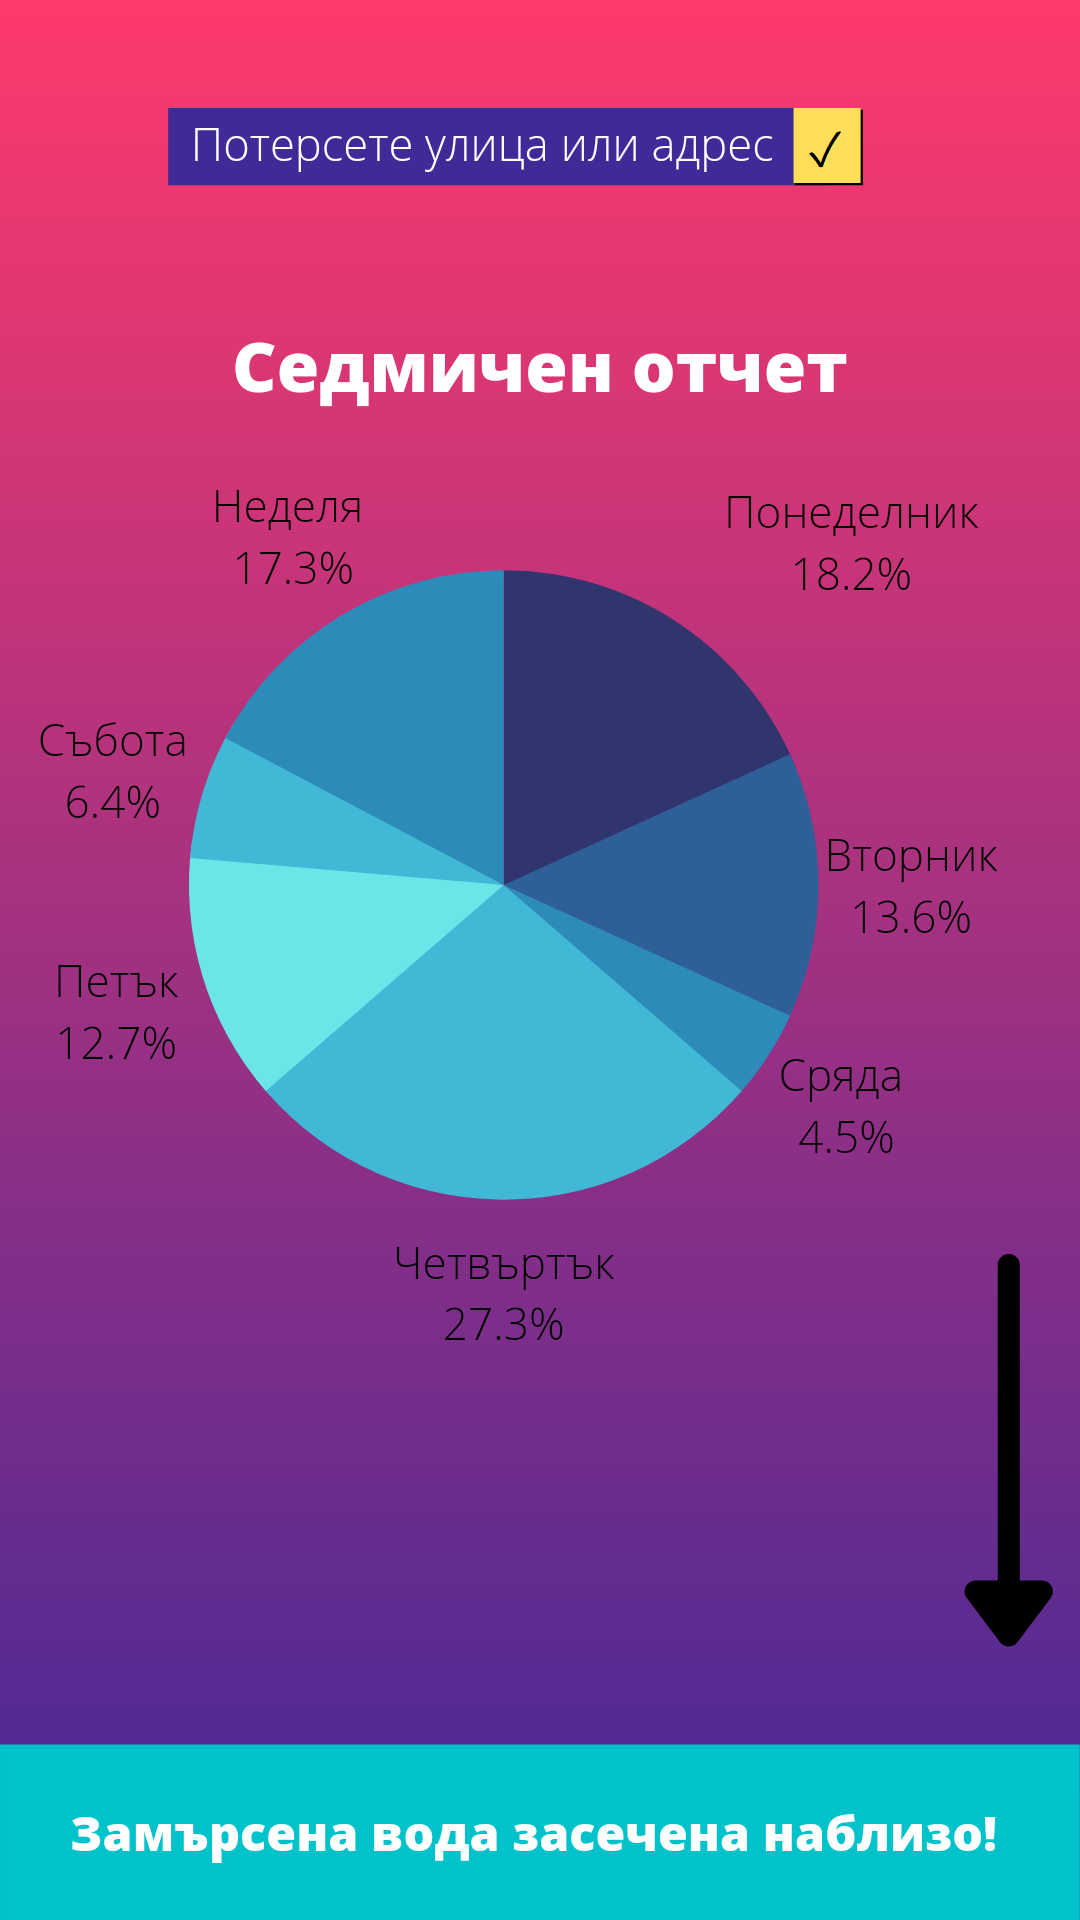 Потерсете улица или адрес
✓
Седмичен отчет
Неделя
17.3%
Понеделник
18.2%
Събота
6.4%
Вторник
13.6%
Петък
12.7%
Сряда
4.5%
Четвъртък
27.3%
Замърсена вода засечена наблизо!